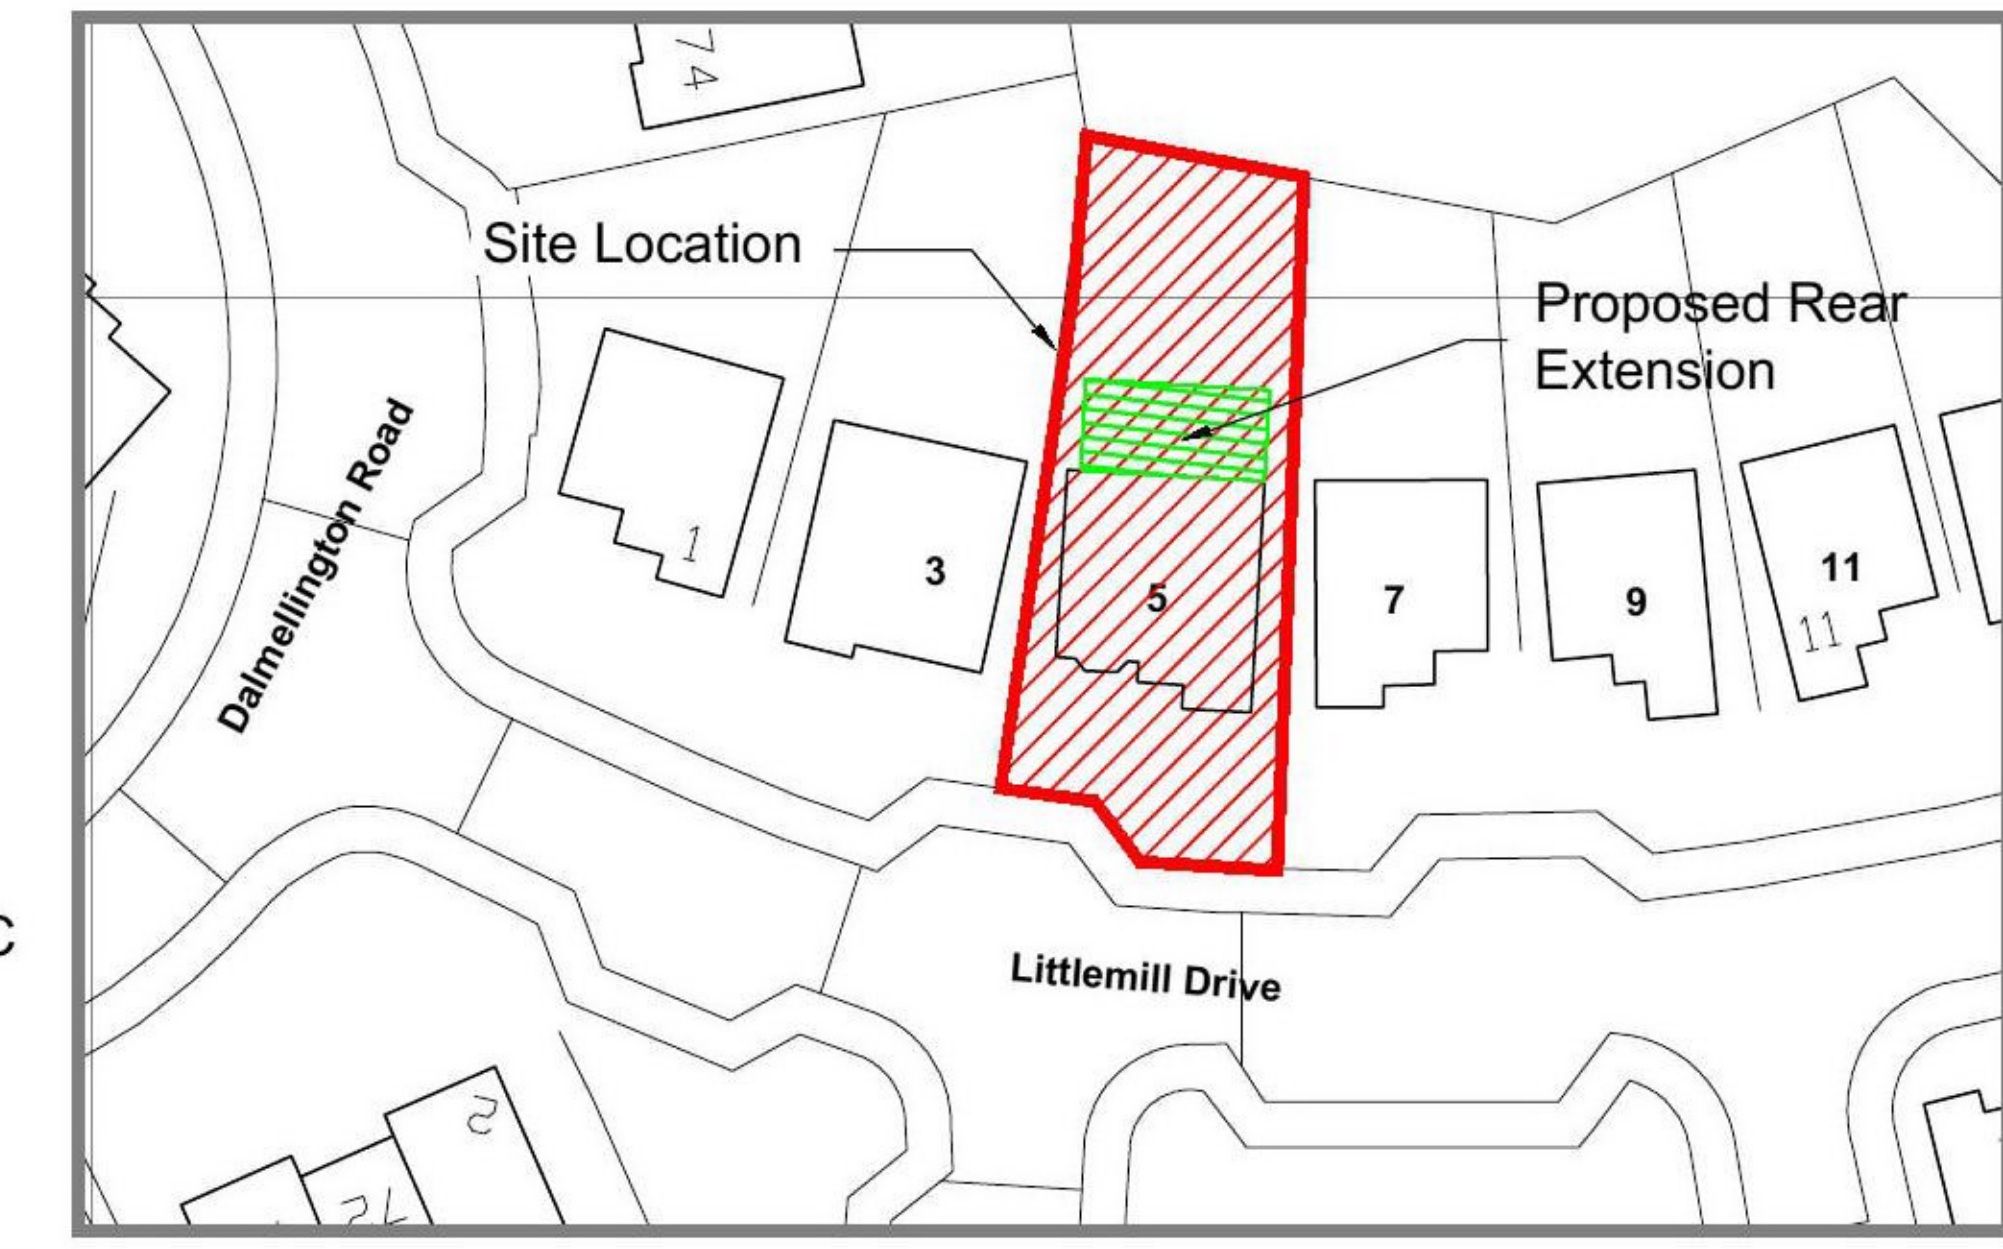 74
Site Location
Proposed Rear
Extension
Dalmellington Road
1
3
5
7
9
11
11
Littlemill Drive
2